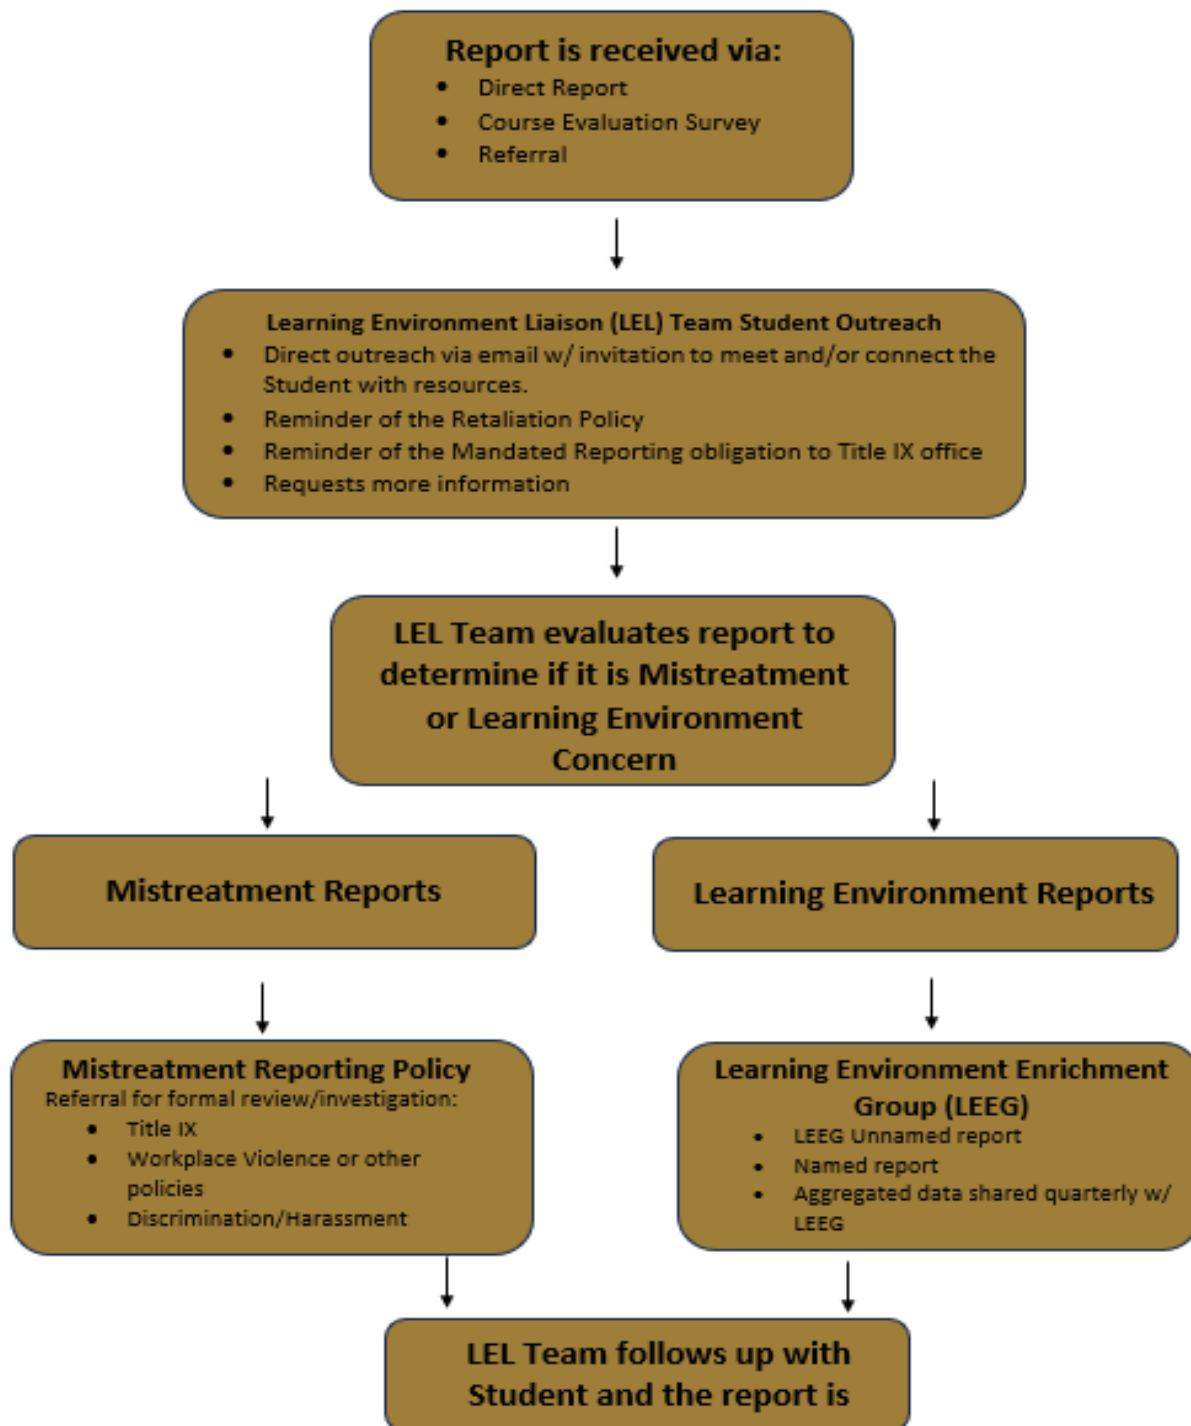 Report is received via:
• Direct Report
• Course Evaluation Survey
• Referral
Learning Environment Liaison (LEL) Team Student Outreach
• Direct outreach via email w/ invitation to meet and/or connect the
Student with resources.
• Reminder of the Retaliation Policy
• Reminder of the Mandated Reporting obligation to Title IX office
• Requests more information
LEL Team evaluates report to
determine if it is Mistreatment
or Learning Environment
Concern
Mistreatment Reports
Learning Environment Reports
Mistreatment Reporting Policy
Referral for formal review/investigation:
• Title IX
• Workplace Violence or other
policies
• Discrimination/Harassment
Learning Environment Enrichment
Group (LEEG)
• LEEG Unnamed report
• Named report
• Aggregated data shared quarterly w/
LEEG
LEL Team follows up with
Student and the report is